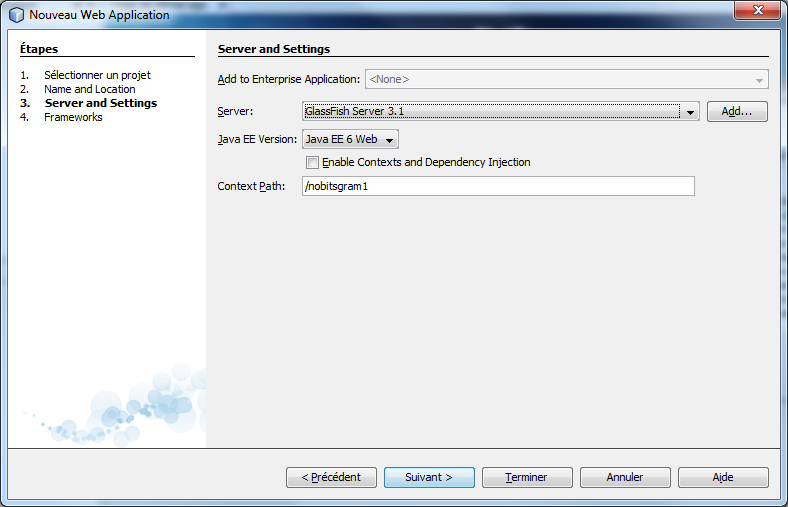 Nouveau Web Application
Étapes
1. Sélectionner un projet
2. Name and Location
3. Server and Settings
4. Frameworks
Server and Settings
Add to Enterprise Application: <None>
Server: GlassFish Server 3.1 Add...
Java EE Version: Java EE 6 Web
Enable Contexts and Dependency Injection
Context Path: /nobitsgram1
< Précédent Suivant > Terminer Annuler Aide